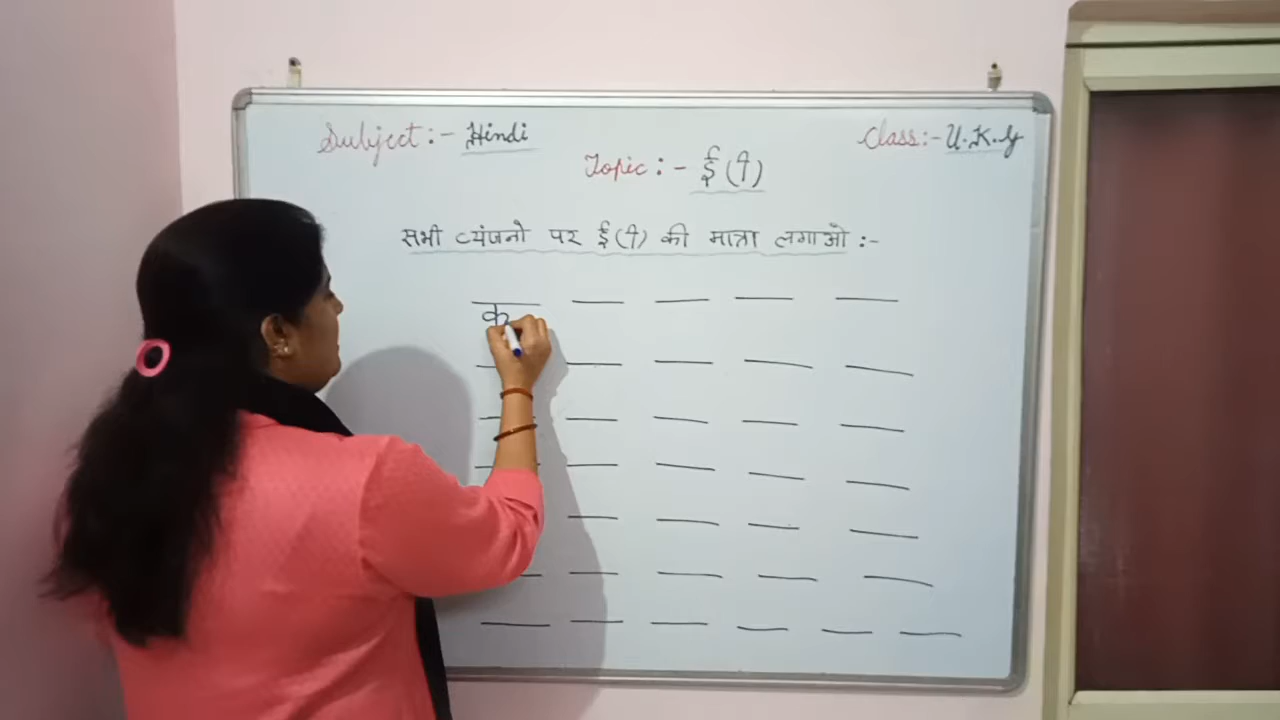 Subject :- Hindi
Class :- U.K.G
Topic :- ई (ी)
सभी व्यंजनो पर ई (ी) की मात्रा लगाओ :-
क